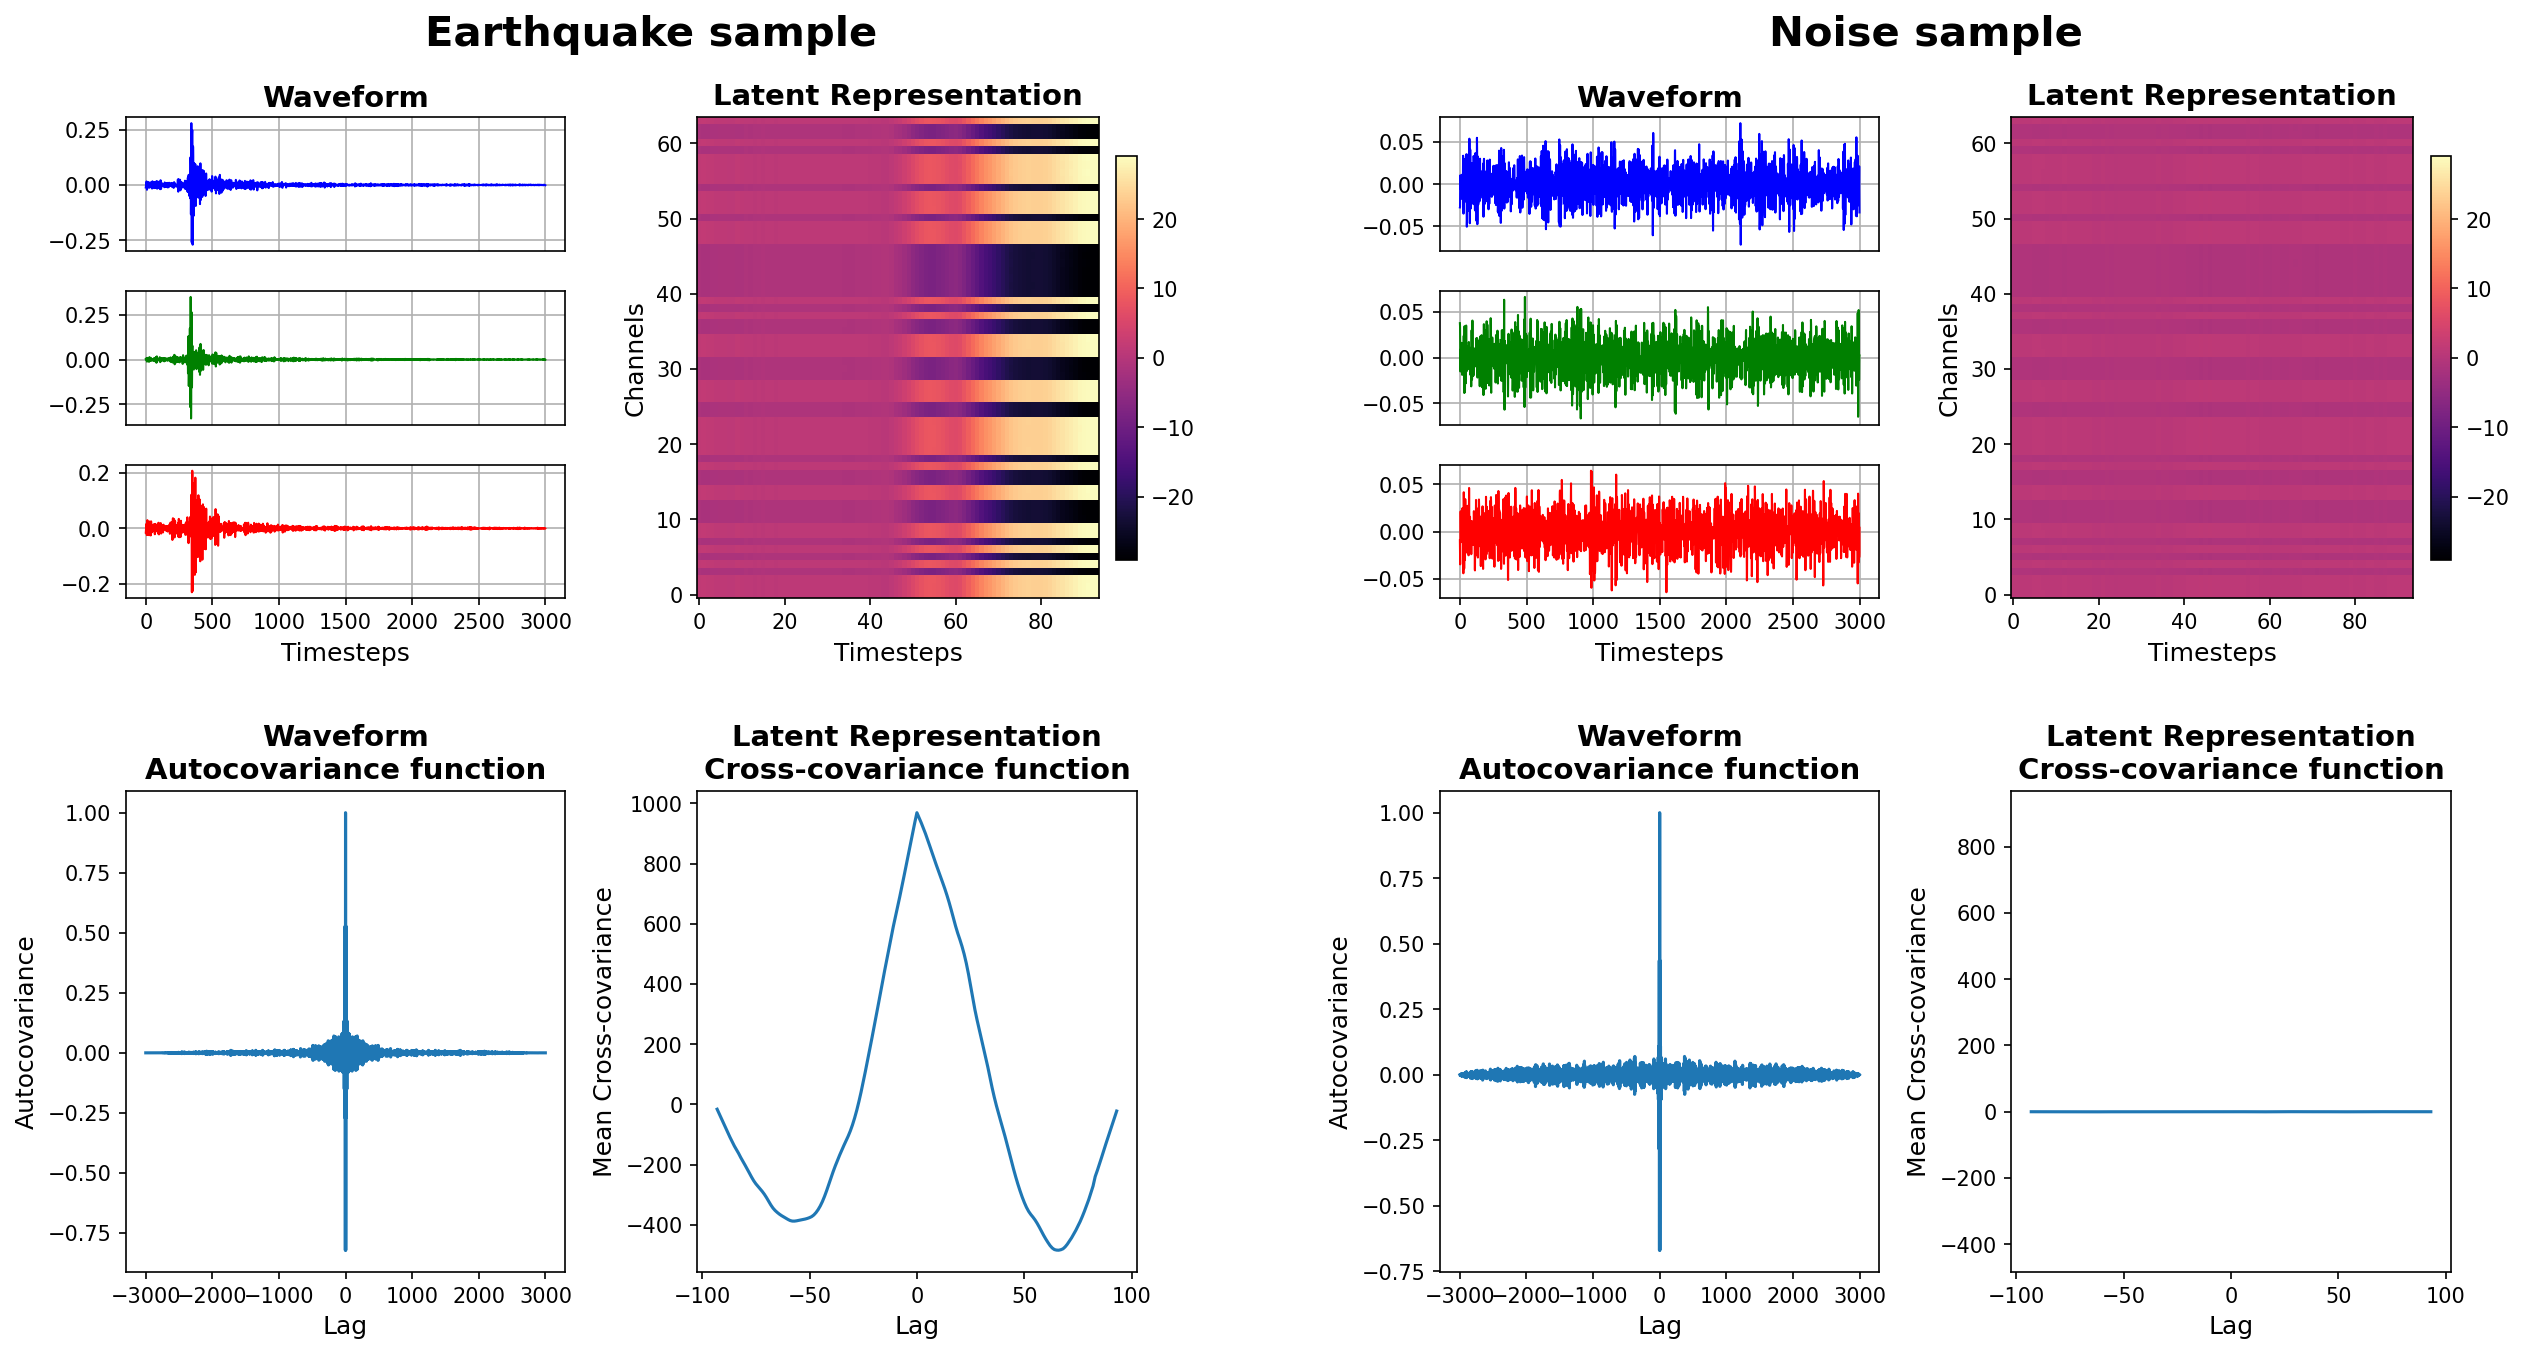 Earthquake sample
Noise sample
Waveform
Latent Representation
Waveform
Latent Representation
0.25
0.00
−0.25
0.25
0.00
−0.25
0.2
0.0
−0.2
0 500 1000 1500 2000 2500 3000
Timesteps
Channels
60
50
40
30
20
10
0
0 20 40 60 80
Timesteps
20
10
0
−10
−20
0.05
0.00
−0.05
0.05
0.00
−0.05
0.05
0.00
−0.05
0 500 1000 1500 2000 2500 3000
Timesteps
Channels
60
50
40
30
20
10
0
0 20 40 60 80
Timesteps
20
10
0
−10
−20
Waveform
Autocovariance function
Autocovariance
1.00
0.75
0.50
0.25
0.00
−0.25
−0.50
−0.75
−3000 −2000 −1000 0 1000 2000 3000
Lag
Latent Representation
Cross-covariance function
Mean Cross-covariance
1000
800
600
400
200
0
−200
−400
−100 −50 0 50 100
Lag
Waveform
Autocovariance function
Autocovariance
1.00
0.75
0.50
0.25
0.00
−0.25
−0.50
−0.75
−3000 −2000 −1000 0 1000 2000 3000
Lag
Latent Representation
Cross-covariance function
Mean Cross-covariance
800
600
400
200
0
−200
−400
−100 −50 0 50 100
Lag